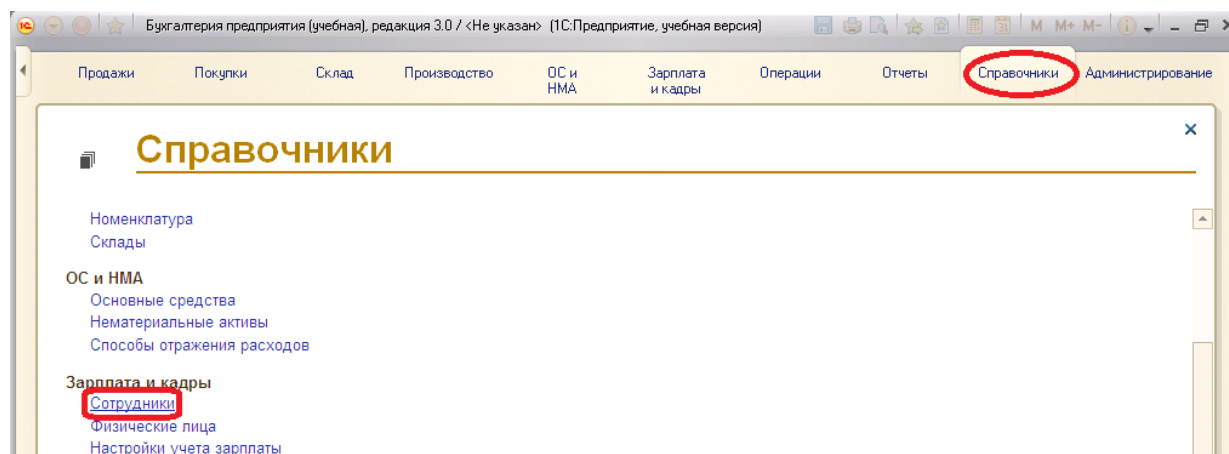 1С Бухгалтерия предприятия (учебная), редакция 3.0 / <Не указан> (1С:Предприятие, учебная версия) 31 M M+ M-
Продажи Покупки Склад Производство ОС и НМА Зарплата и кадры Операции Отчеты Справочники Администрирование
Справочники
Номенклатура
Склады
ОС и НМА
Основные средства
Нематериальные активы
Способы отражения расходов
Зарплата и кадры
Сотрудники
Физические лица
Настройки учета зарплаты